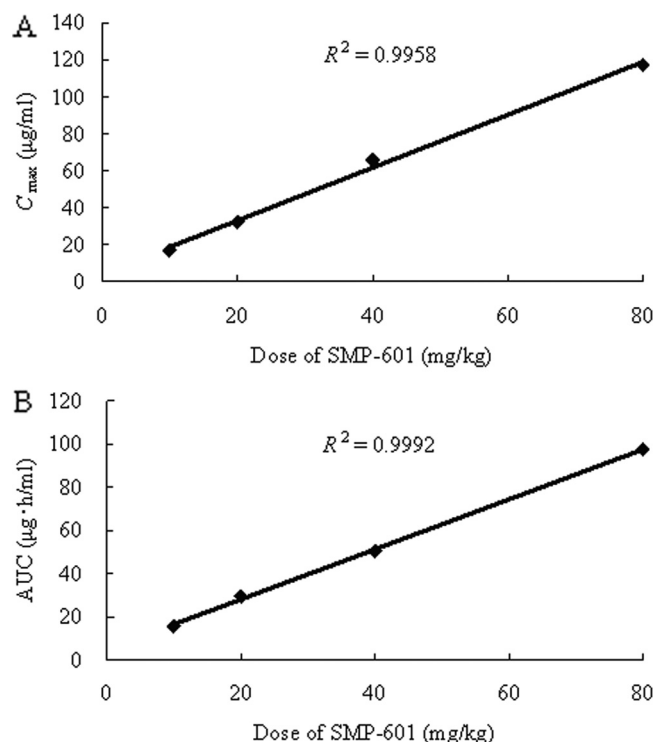 A
140
120
100
80
60
40
20
0
C max (µg/ml)
R² = 0.9958
0 20 40 60 80
Dose of SMP-601 (mg/kg)
B
120
100
80
60
40
20
0
AUC (µg·h/ml)
R² = 0.9992
0 20 40 60 80
Dose of SMP-601 (mg/kg)